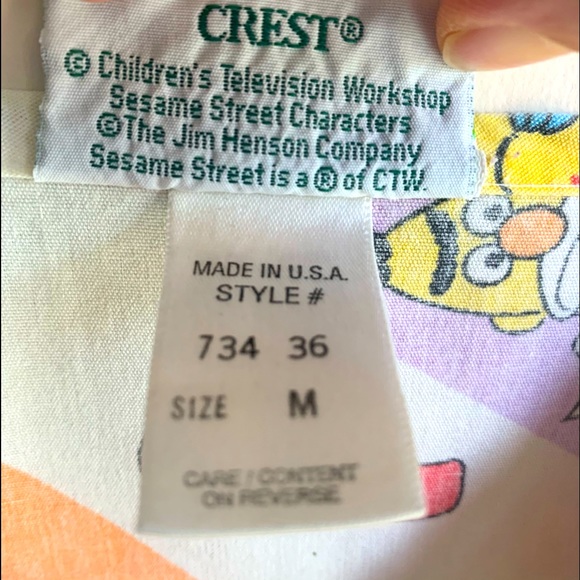 CREST®
© Children's Television Workshop
Sesame Street Characters
©The Jim Henson Company
Sesame Street is a ® of CTW.
MADE IN U.S.A.
STYLE #
734 36
SIZE M
CARE / CONTENT
ON REVERSE